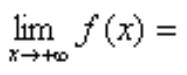 lim f(x) =
x→+∞